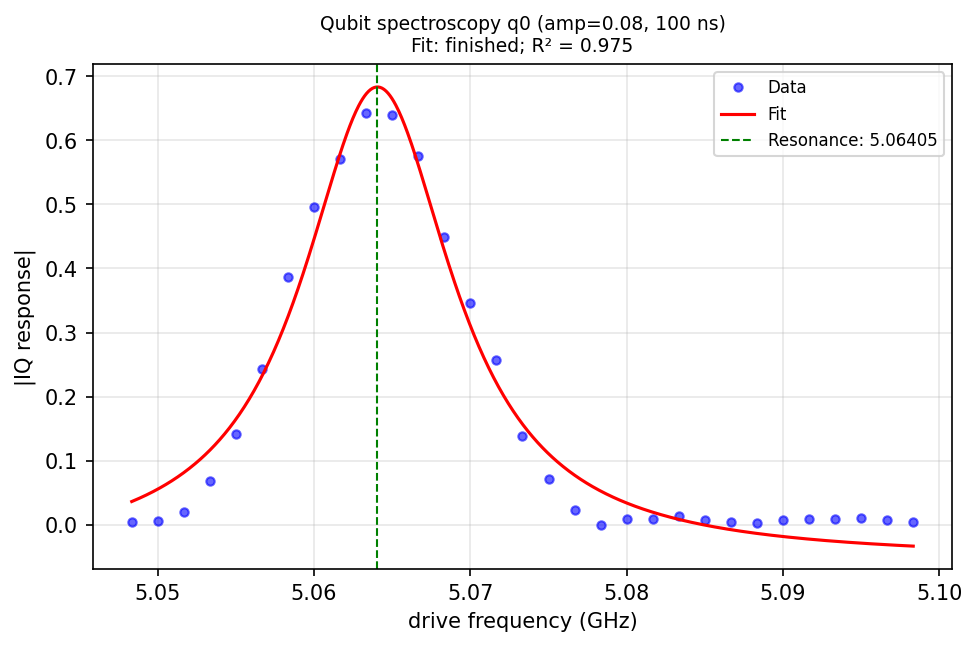 Qubit spectroscopy q0 (amp=0.08, 100 ns)
Fit: finished; R² = 0.975
Data
Fit
Resonance: 5.06405
|IQ response|
0.7
0.6
0.5
0.4
0.3
0.2
0.1
0.0
5.05 5.06 5.07 5.08 5.09 5.10
drive frequency (GHz)